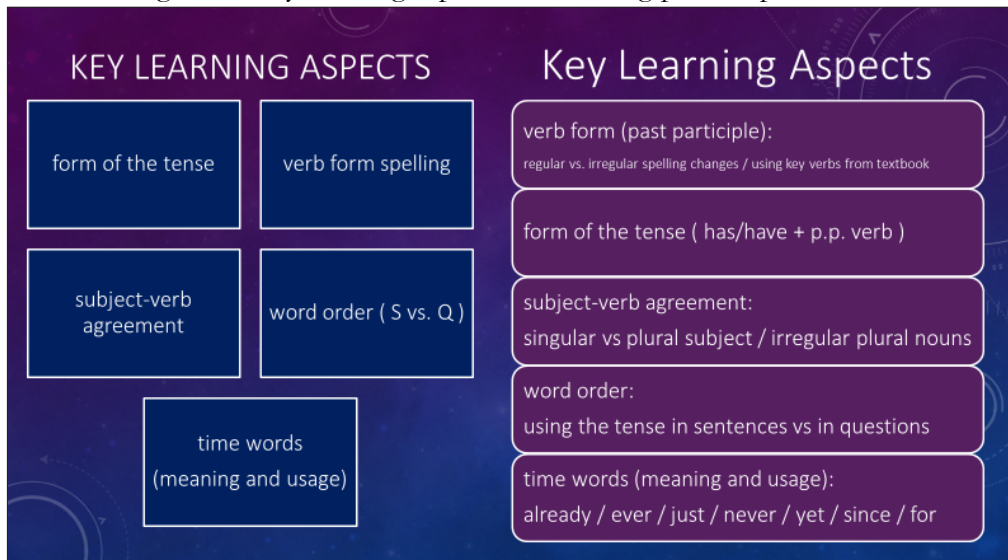 KEY LEARNING ASPECTS
form of the tense
verb form spelling
subject-verb
agreement
word order ( S vs. Q )
time words
(meaning and usage)
Key Learning Aspects
verb form (past participle):
regular vs. irregular spelling changes / using key verbs from textbook
form of the tense ( has/have + p.p. verb )
subject-verb agreement:
singular vs plural subject / irregular plural nouns
word order:
using the tense in sentences vs in questions
time words (meaning and usage):
already / ever / just / never / yet / since / for